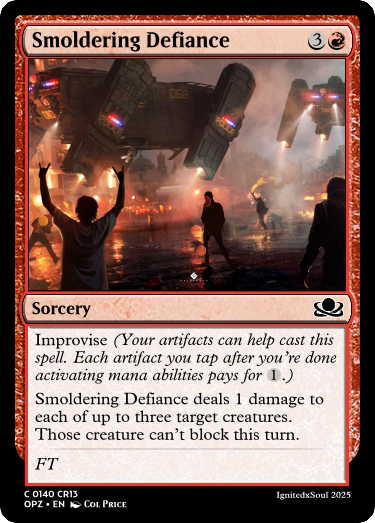 Smoldering Defiance 3
068
Sorcery
Improvise (Your artifacts can help cast this
spell. Each artifact you tap after you're done
activating mana abilities pays for 1.)
Smoldering Defiance deals 1 damage to
each of up to three target creatures.
Those creature can't block this turn.
FT
C 0140 CR13
OPZ • EN Col Price
IgnitedxSoul 2025